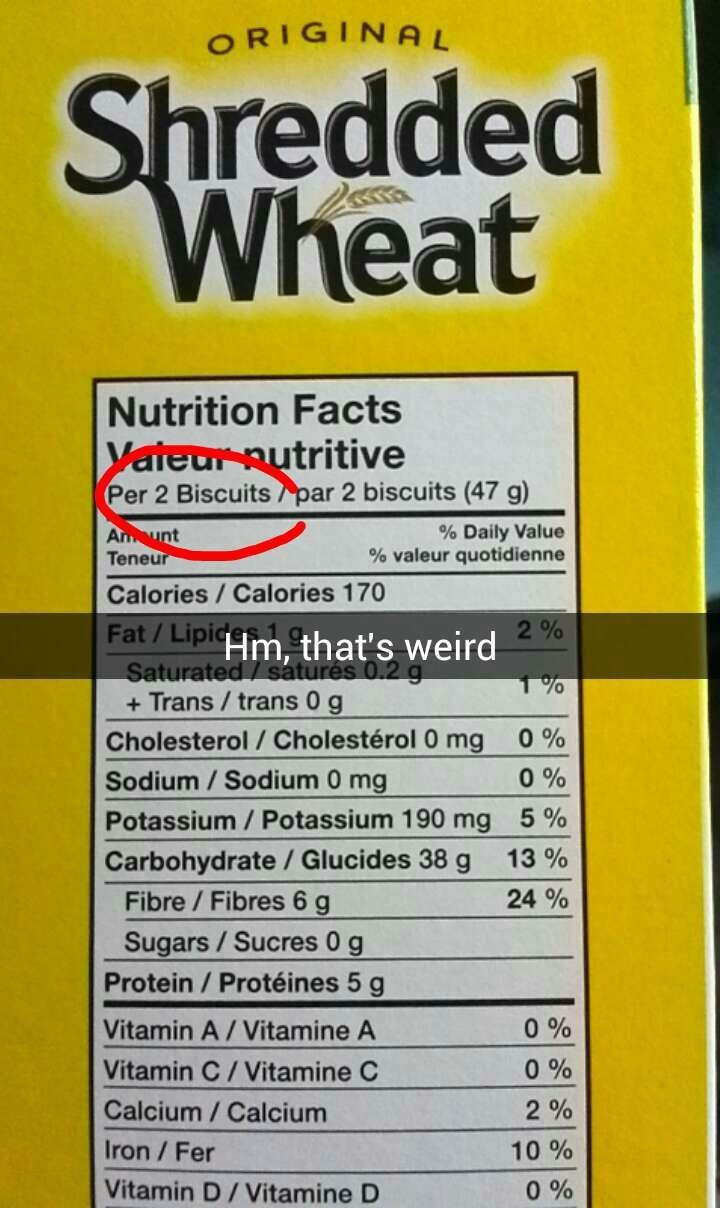 ORIGINAL
Shredded
Wheat
Nutrition Facts
Valeur nutritive
Per 2 Biscuits / par 2 biscuits (47 g)
Amount % Daily Value
Teneur % valeur quotidienne
Calories / Calories 170
Fat / Lipides 1 g 2 %
Hm, that's weird
Saturated / saturés 0.2 g
+ Trans / trans 0 g 1 %
Cholesterol / Cholestérol 0 mg 0 %
Sodium / Sodium 0 mg 0 %
Potassium / Potassium 190 mg 5 %
Carbohydrate / Glucides 38 g 13 %
Fibre / Fibres 6 g 24 %
Sugars / Sucres 0 g
Protein / Protéines 5 g
Vitamin A / Vitamine A 0 %
Vitamin C / Vitamine C 0 %
Calcium / Calcium 2 %
Iron / Fer 10 %
Vitamin D / Vitamine D 0 %